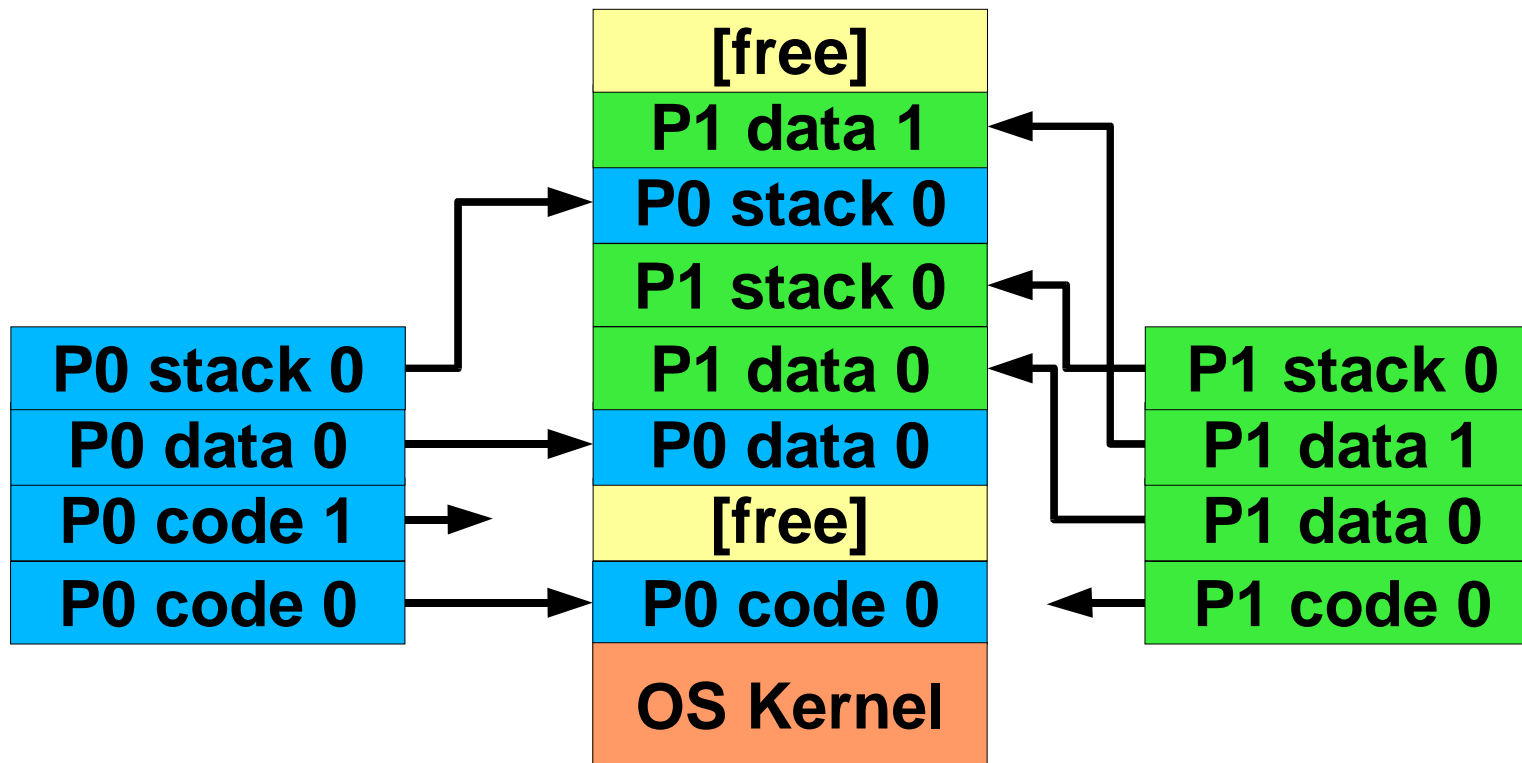 [free]
P1 data 1
P0 stack 0
P1 stack 0
P1 data 0
P0 data 0
[free]
P0 code 0
OS Kernel
P0 stack 0
P0 data 0
P0 code 1
P0 code 0
P1 stack 0
P1 data 1
P1 data 0
P1 code 0